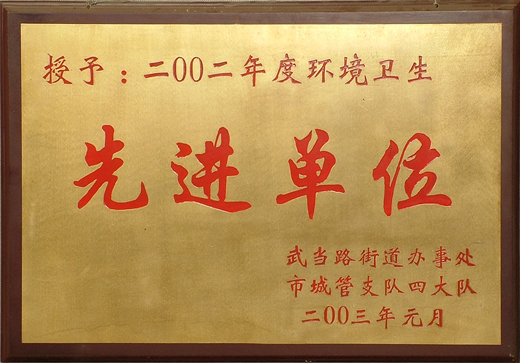 授予：二00二年度环境卫生
先进单位
武当路街道办事处
市城管支队四大队
二00三年元月